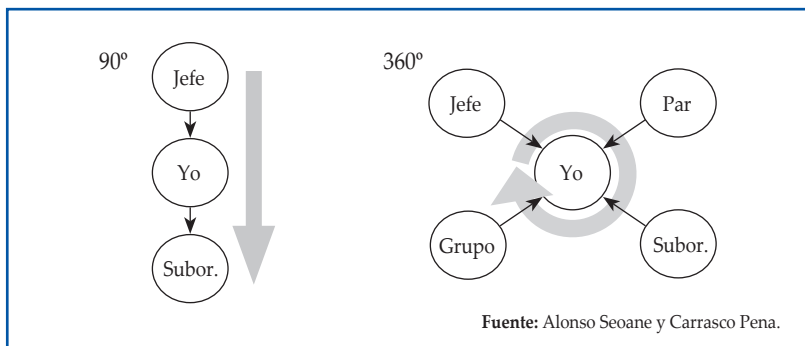 90º
Jefe
Yo
Subor.
360º
Jefe
Par
Yo
Grupo
Subor.
Fuente: Alonso Seoane y Carrasco Pena.